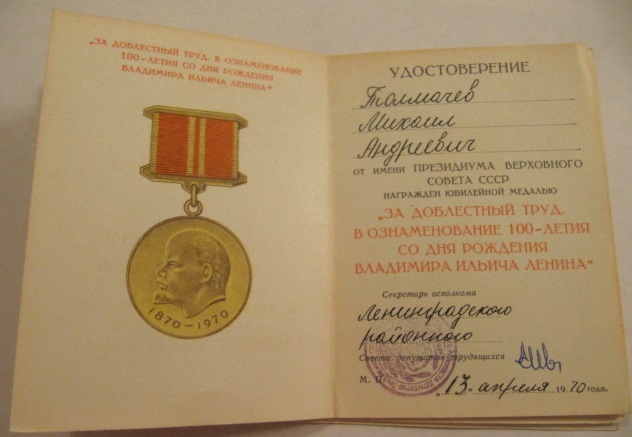 „ЗА ДОБЛЕСТНЫЙ ТРУД. В ОЗНАМЕНОВАНИЕ
100-ЛЕТИЯ СО ДНЯ РОЖДЕНИЯ
ВЛАДИМИРА ИЛЬИЧА ЛЕНИНА"
1870-1970
УДОСТОВЕРЕНИЕ
Толмачев
Михаил
Андреевич
ОТ ИМЕНИ ПРЕЗИДИУМА ВЕРХОВНОГО
СОВЕТА СССР
НАГРАЖДЕН ЮБИЛЕЙНОЙ МЕДАЛЬЮ
„ЗА ДОБЛЕСТНЫЙ ТРУД.
В ОЗНАМЕНОВАНИЕ 100-ЛЕТИЯ
СО ДНЯ РОЖДЕНИЯ
ВЛАДИМИРА ИЛЬИЧА ЛЕНИНА"
Секретарь исполкома
Ленинградского
районного
Совета депутатов трудящихся
М. П. „13" апреля 1970 года.